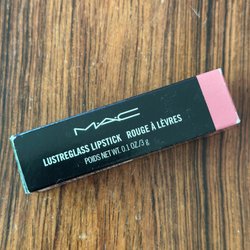 MAC
LUSTREGLASS LIPSTICK ROUGE À LÈVRES
POIDS NET WT. 0.1 OZ/3 g